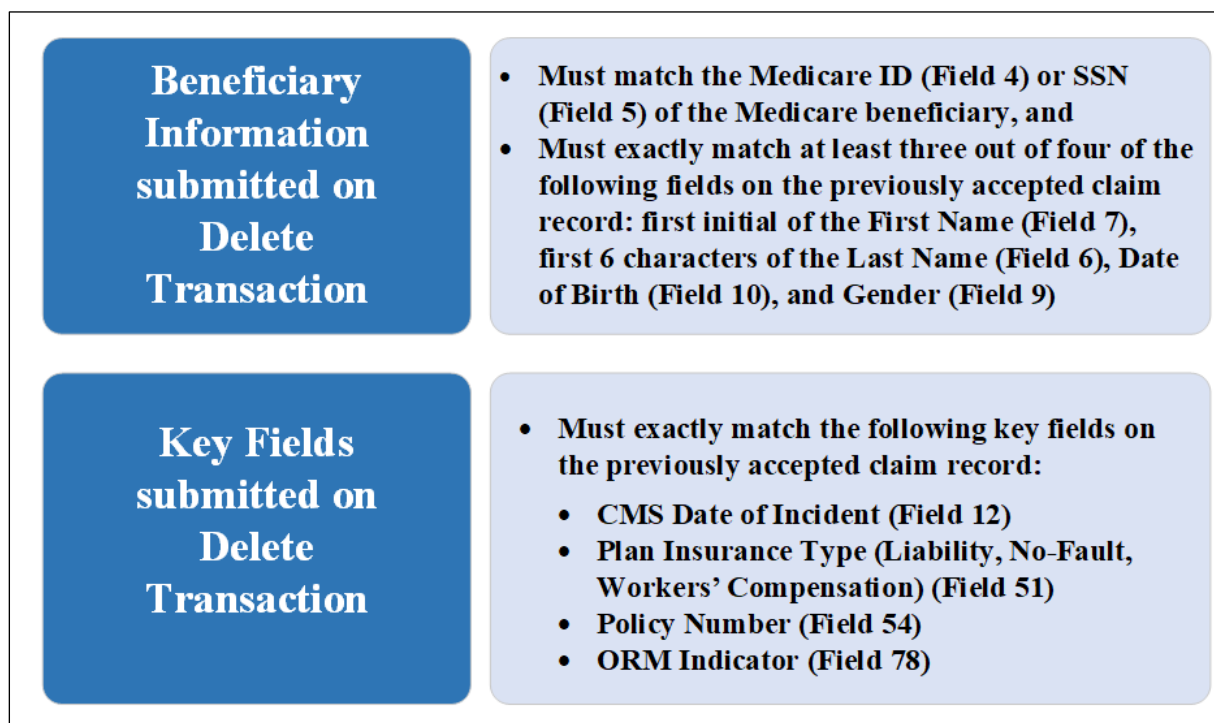 Beneficiary
Information
submitted on
Delete
Transaction
• Must match the Medicare ID (Field 4) or SSN
(Field 5) of the Medicare beneficiary, and
• Must exactly match at least three out of four of the
following fields on the previously accepted claim
record: first initial of the First Name (Field 7),
first 6 characters of the Last Name (Field 6), Date
of Birth (Field 10), and Gender (Field 9)
Key Fields
submitted on
Delete
Transaction
• Must exactly match the following key fields on
the previously accepted claim record:
• CMS Date of Incident (Field 12)
• Plan Insurance Type (Liability, No-Fault,
Workers’ Compensation) (Field 51)
• Policy Number (Field 54)
• ORM Indicator (Field 78)